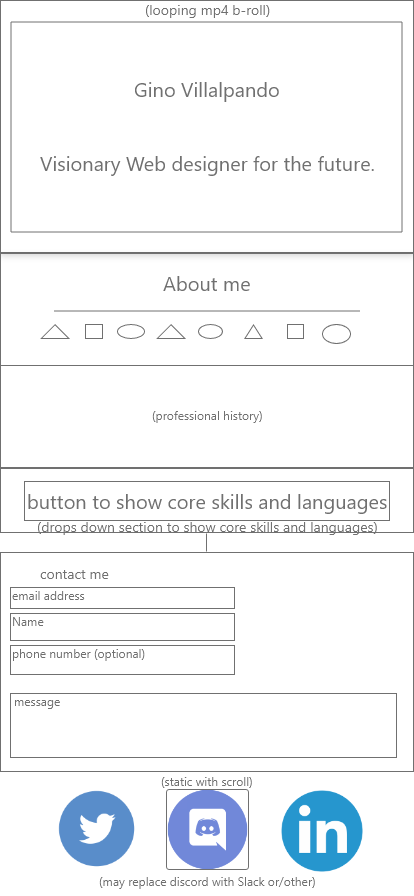 (looping mp4 b-roll)
Gino Villalpando
Visionary Web designer for the future.
About me
(professional history)
button to show core skills and languages
(drops down section to show core skills and languages)
contact me
email address
Name
phone number (optional)
message
(static with scroll)
in
(may replace discord with Slack or/other)